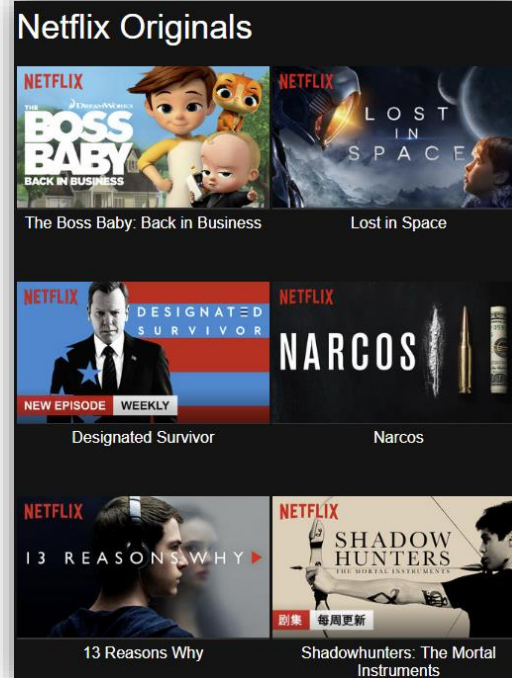 Netflix Originals
NETFLIX
DREAMWORKS
THE
BOSS
BABY
BACK IN BUSINESS
The Boss Baby: Back in Business
NETFLIX
LOST
IN
SPACE
Lost in Space
NETFLIX
DESIGNATED
SURVIVOR
NEW EPISODE WEEKLY
Designated Survivor
NETFLIX
NARCOS
Narcos
NETFLIX
13 REASONS WHY
13 Reasons Why
NETFLIX
SHADOW
HUNTERS
THE MORTAL INSTRUMENTS
剧集 每周更新
Shadowhunters: The Mortal
Instruments